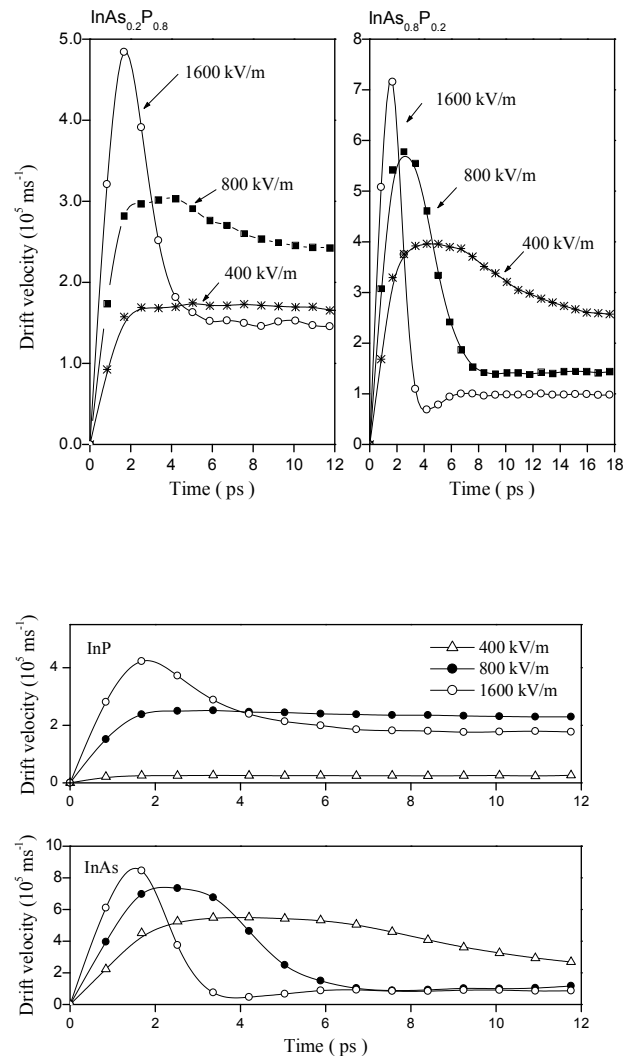 InAs0.2P0.8
InAs0.8P0.2
5.0
4.0
3.0
2.0
1.0
0.0
Drift velocity (10^5 ms^-1)
1600 kV/m
800 kV/m
400 kV/m
0 2 4 6 8 10 12
Time ( ps )
8
7
6
5
4
3
2
1
0
1600 kV/m
800 kV/m
400 kV/m
0 2 4 6 8 10 12 14 16 18
Time ( ps )
InP
400 kV/m
800 kV/m
1600 kV/m
4
2
0
Drift velocity (10^5 ms^-1)
0 2 4 6 8 10 12
InAs
10
8
6
4
2
0
Drift velocity (10^5 ms^-1)
0 2 4 6 8 10 12
Time ( ps )